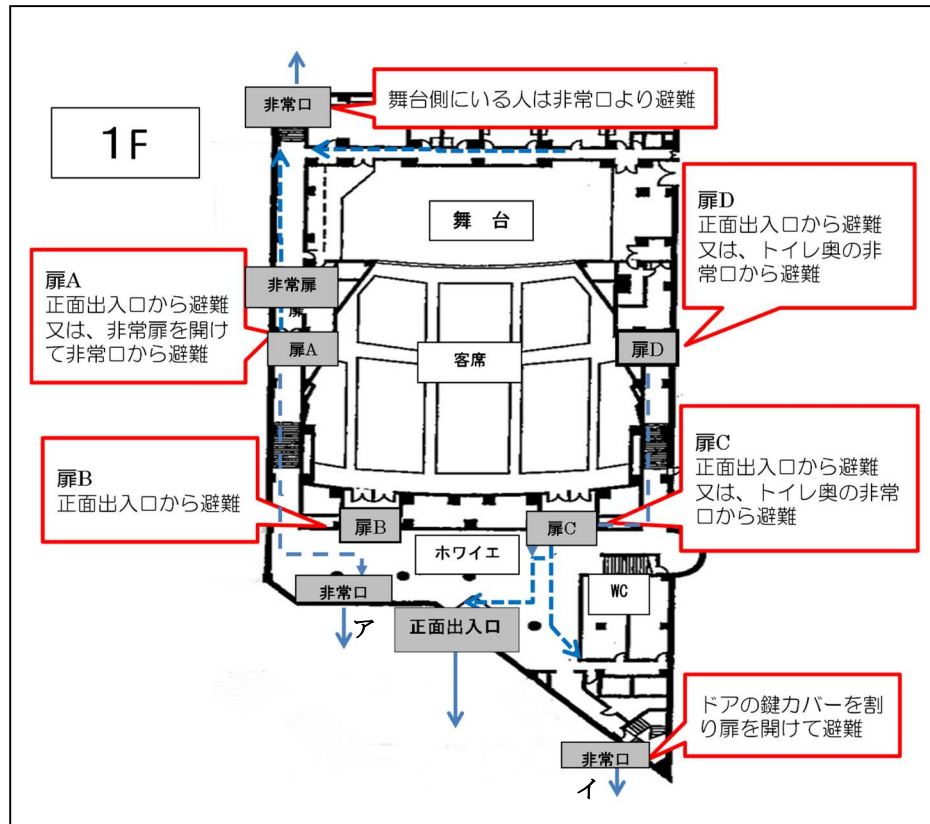 非常口
舞台側にいる人は非常口より避難
1F
舞 台
扉D
正面出入口から避難
又は、トイレ奥の非
常口から避難
非常扉
扉
扉A
正面出入口から避難
又は、非常扉を開け
て非常口から避難
扉A
客席
扉D
扉B
正面出入口から避難
扉C
正面出入口から避難
又は、トイレ奥の非常
口から避難
扉B
扉C
ホワイエ
WC
非常口
ア
正面出入口
ドアの鍵カバーを割
り扉を開けて避難
非常口
イ